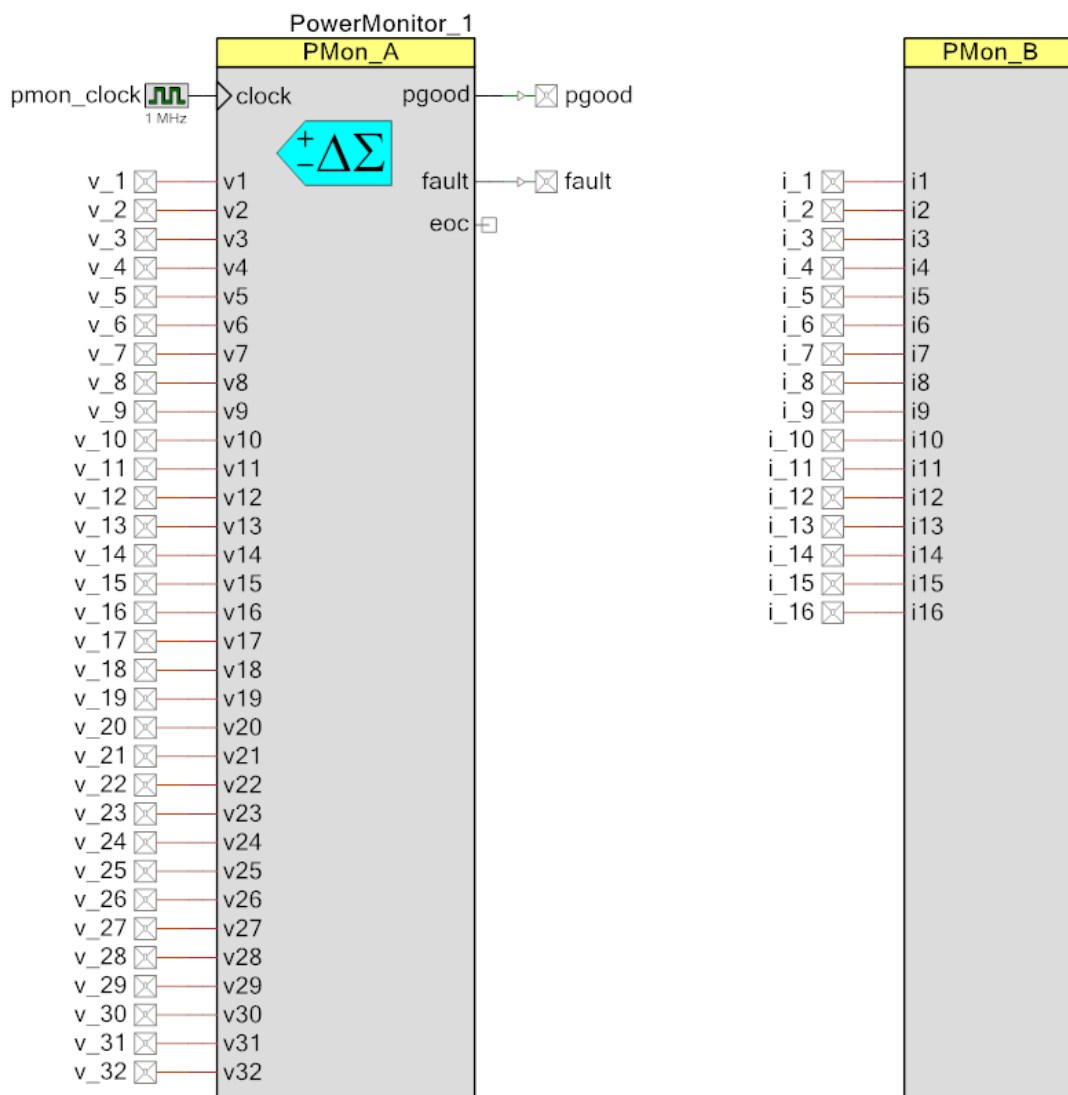 PowerMonitor_1
PMon_A PMon_B
pmon_clock clock pgood pgood
1 MHz
+
− ΔΣ
v_1 v1 fault fault i_1 i1
v_2 v2 i_2 i2
eoc
v_3 v3 i_3 i3
v_4 v4 i_4 i4
v_5 v5 i_5 i5
v_6 v6 i_6 i6
v_7 v7 i_7 i7
v_8 v8 i_8 i8
v_9 v9 i_9 i9
v_10 v10 i_10 i10
v_11 v11 i_11 i11
v_12 v12 i_12 i12
v_13 v13 i_13 i13
v_14 v14 i_14 i14
v_15 v15 i_15 i15
v_16 v16 i_16 i16
v_17 v17
v_18 v18
v_19 v19
v_20 v20
v_21 v21
v_22 v22
v_23 v23
v_24 v24
v_25 v25
v_26 v26
v_27 v27
v_28 v28
v_29 v29
v_30 v30
v_31 v31
v_32 v32